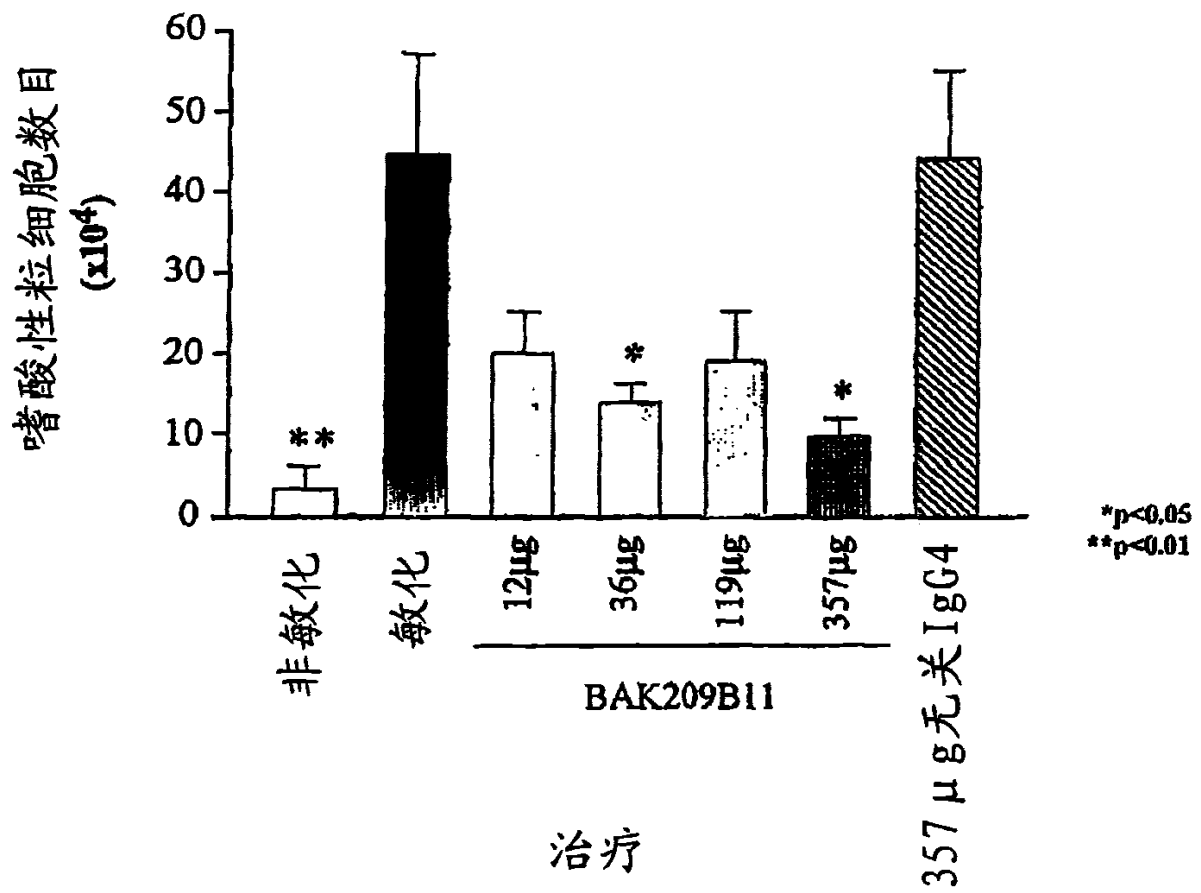 嗜酸性粒细胞数目
(x10⁴)
60
50
40
30
20
10
0
**
*
*
非敏化
敏化
12μg
36μg
119μg
357μg
357μg无关IgG4
BAK209B11
治疗
*p<0.05
**p<0.01